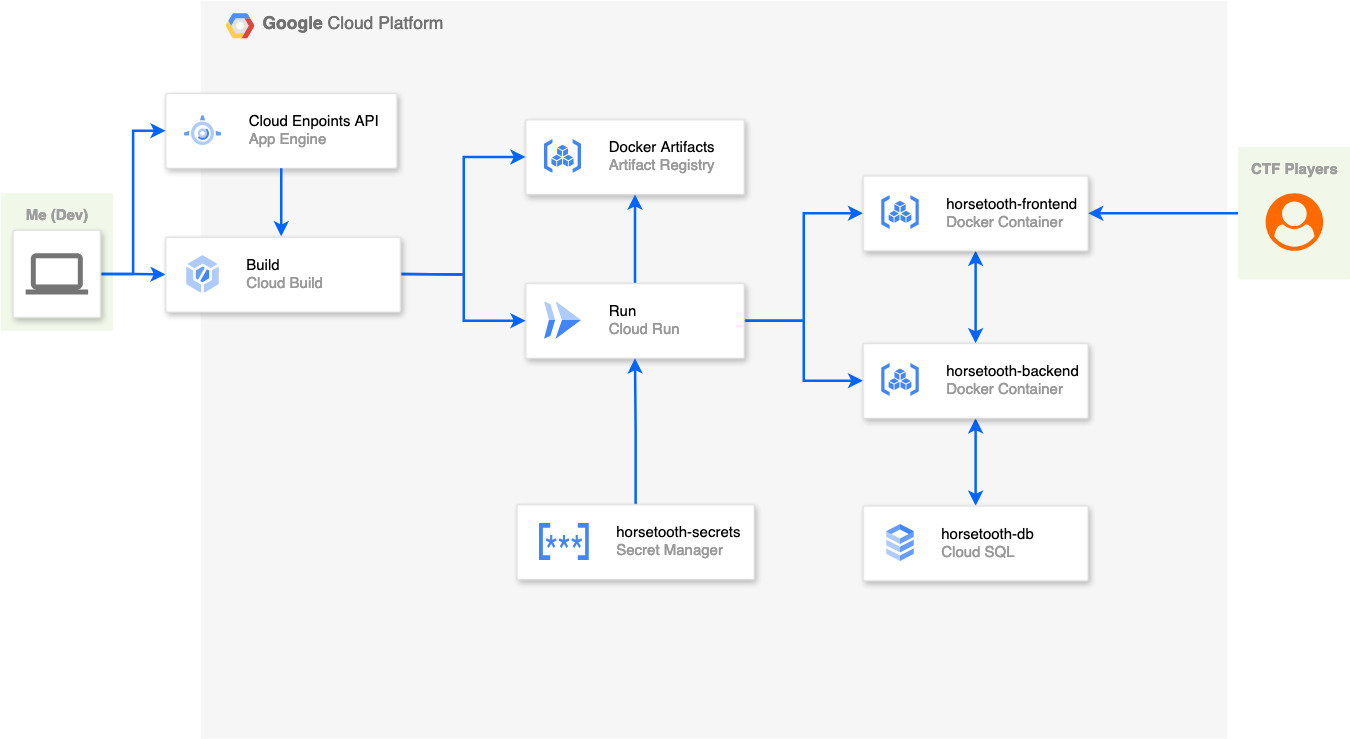 Google Cloud Platform
Cloud Enpoints API
App Engine
Me (Dev)
Build
Cloud Build
Docker Artifacts
Artifact Registry
Run
Cloud Run
horsetooth-secrets
Secret Manager
horsetooth-frontend
Docker Container
horsetooth-backend
Docker Container
horsetooth-db
Cloud SQL
CTF Players